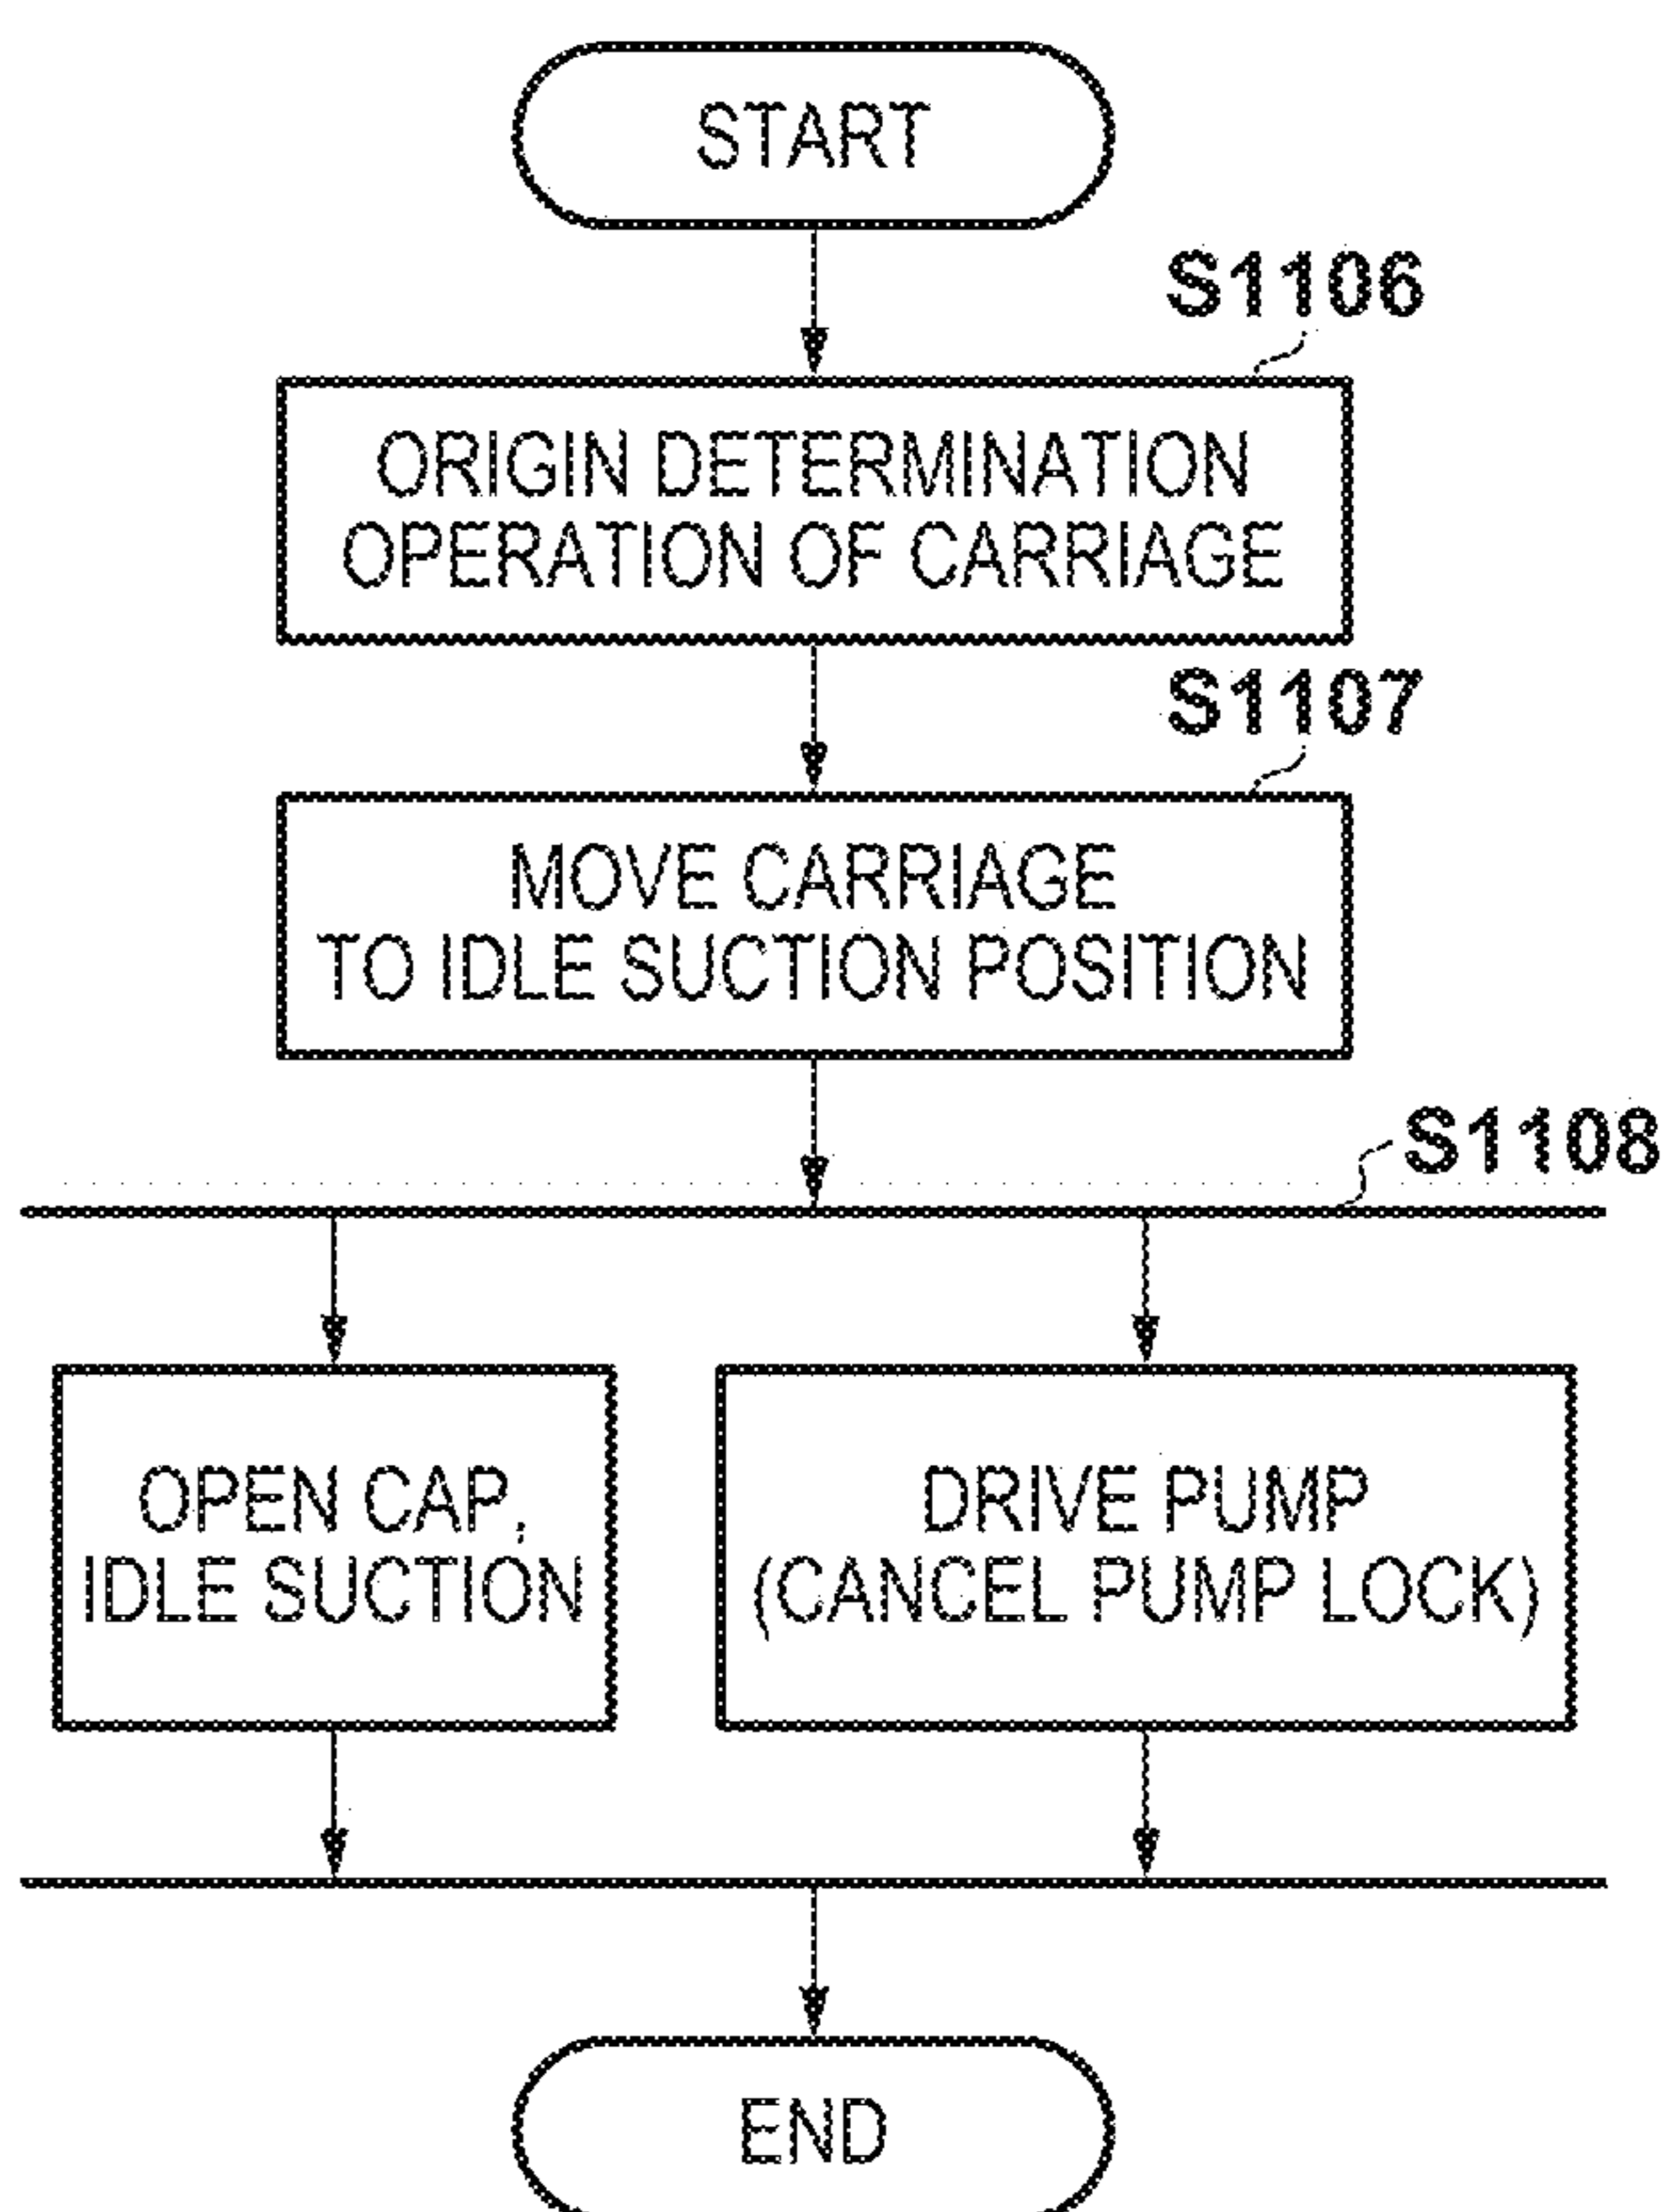 START
S1106
ORIGIN DETERMINATION
OPERATION OF CARRIAGE
S1107
MOVE CARRIAGE
TO IDLE SUCTION POSITION
S1108
OPEN CAP,
IDLE SUCTION
DRIVE PUMP
(CANCEL PUMP LOCK)
END